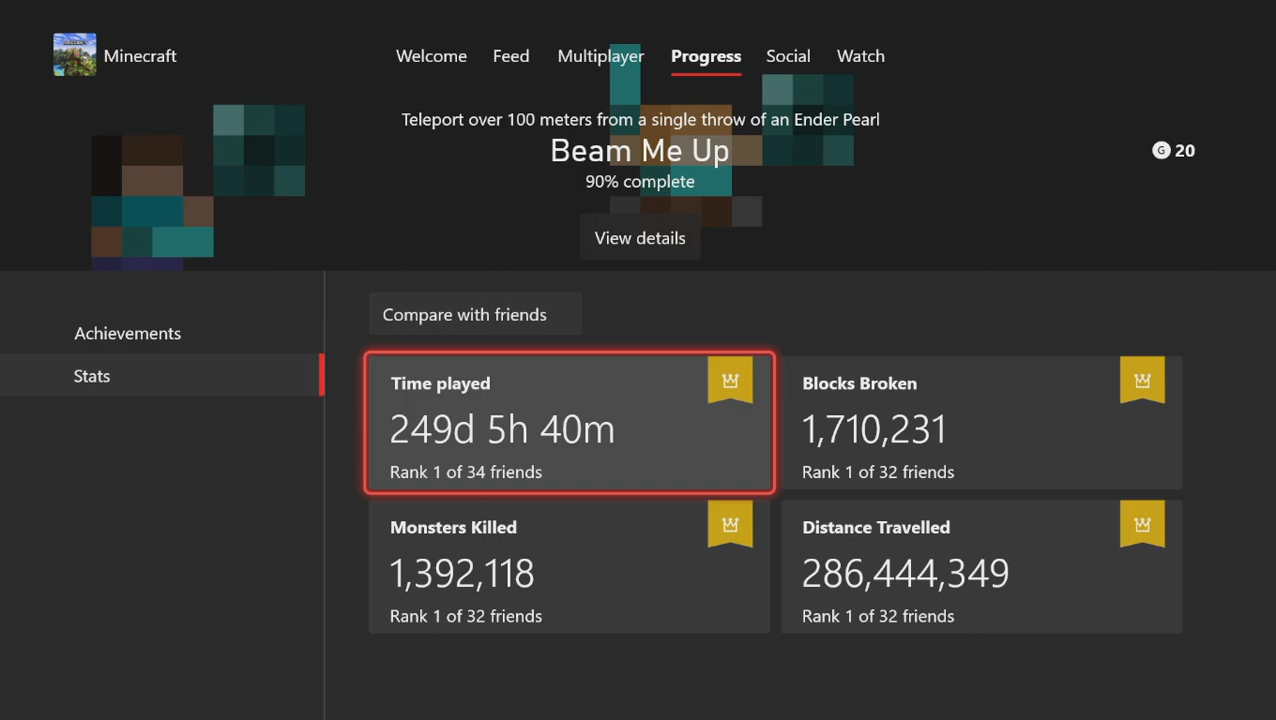 Minecraft
Welcome Feed Multiplayer Progress Social Watch
Teleport over 100 meters from a single throw of an Ender Pearl
Beam Me Up
90% complete
G 20
View details
Achievements
Stats
Compare with friends
Time played
249d 5h 40m
Rank 1 of 34 friends
Blocks Broken
1,710,231
Rank 1 of 32 friends
Monsters Killed
1,392,118
Rank 1 of 32 friends
Distance Travelled
286,444,349
Rank 1 of 32 friends